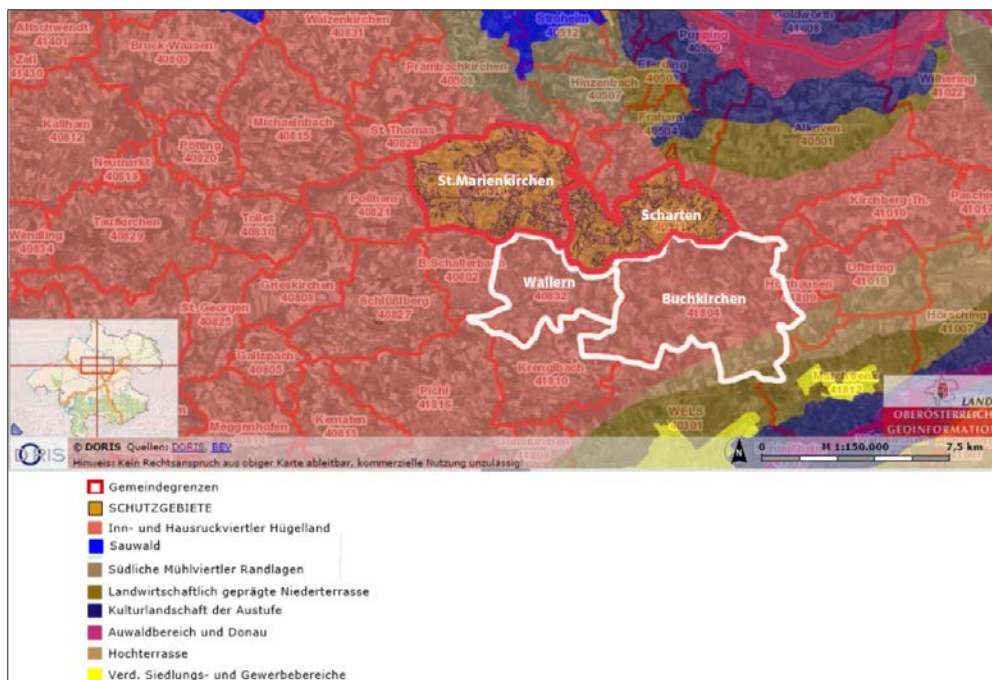 Altschwendt
41401
Zell
41430
Bruck-Waasen
40803
Waizenkirchen
40831
Stroheim
40512
Prambachkirchen
40508
Hinzenbach
40507
Eferding
40503
Pupping
Goldwörth
41608
Wilhering
41022
Fraham
40504
Alkoven
40501
Kallham
40812
Neumarkt
40818
Pötting
40820
Michaelnbach
40815
St. Thomas
40826
St.Marienkirchen
Scharten
Pollham
40821
Kirchberg-Th.
41010
Pasching
41017
Wendling
40834
Taufkirchen
40829
Tollet
40830
B.Schallerbach
40802
Wallern
40832
Buchkirchen
41804
Holzhausen
Oftering
41016
Hörsching
41007
St. Georgen
40825
Grieskirchen
40808
Schlüßlberg
40827
Gallspach
40805
Krenglbach
41810
Pichl
41816
Meggenhofen
Kematen
40813
WELS
40301
41812
LAND
OBERÖSTERREICH
GEOINFORMATION
DORIS
© DORIS Quellen: DORIS, BEV
Hinweis: Kein Rechtsanspruch aus obiger Karte ableitbar, kommerzielle Nutzung unzulässig!
N
0 M 1:150.000 7,5 km
Gemeindegrenzen
SCHUTZGEBIETE
Inn- und Hausruckviertler Hügelland
Sauwald
Südliche Mühlviertler Randlagen
Landwirtschaftlich geprägte Niederterrasse
Kulturlandschaft der Austufe
Auwaldbereich und Donau
Hochterrasse
Verd. Siedlungs- und Gewerbebereiche